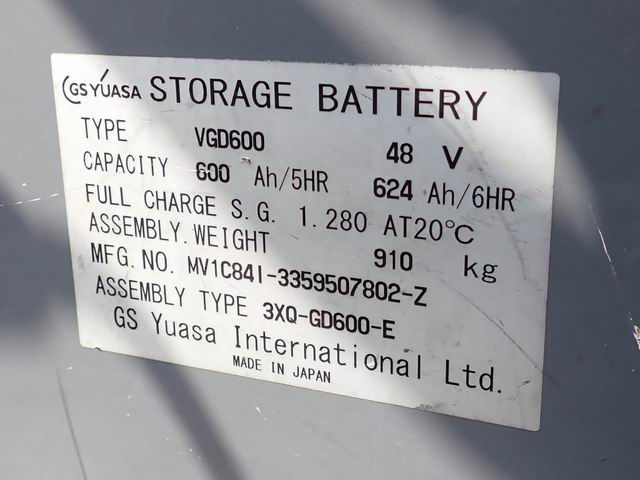 GS YUASA STORAGE BATTERY
TYPE VGD600 48 V
CAPACITY 600 Ah/5HR 624 Ah/6HR
FULL CHARGE S.G. 1.280 AT20℃
ASSEMBLY.WEIGHT 910 kg
MFG.NO. MV1C84I-3359507802-Z
ASSEMBLY TYPE 3XQ-GD600-E
GS Yuasa International Ltd.
MADE IN JAPAN